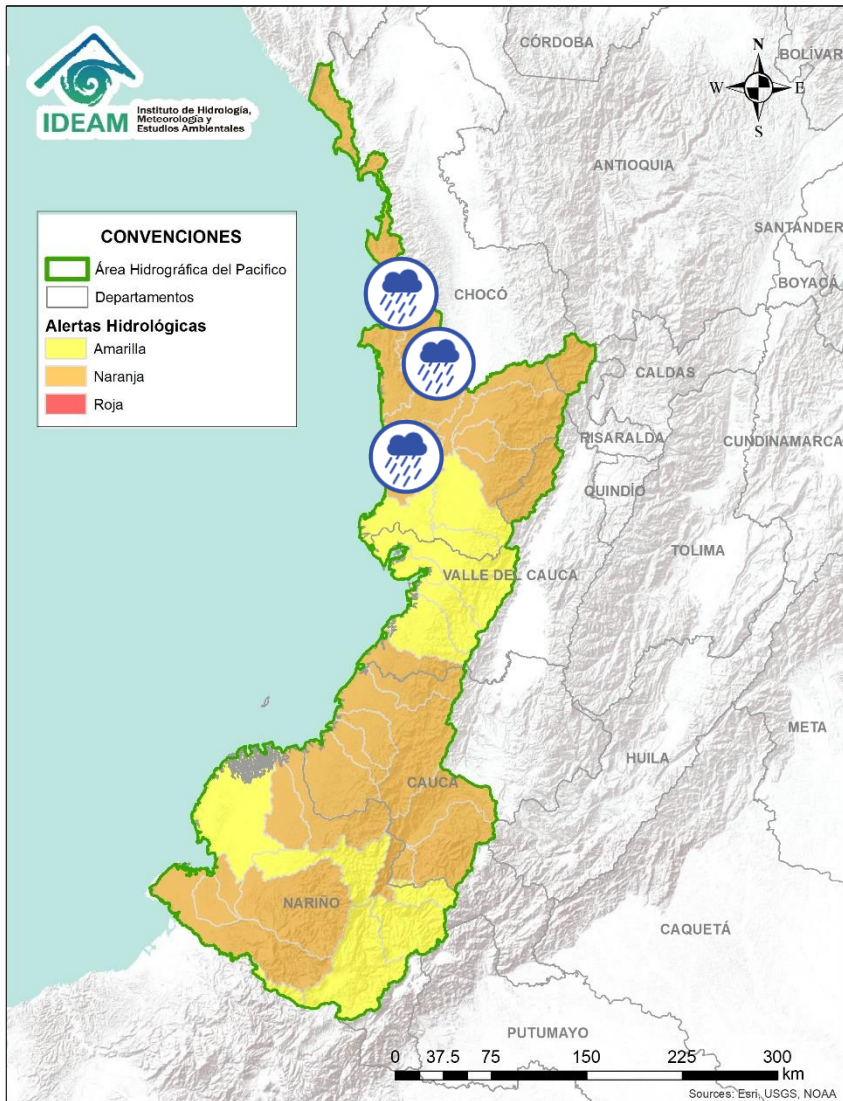 IDEAM
Instituto de Hidrología,
Meteorología y
Estudios Ambientales
CÓRDOBA
BOLÍVAR
N
W
E
S
ANTIOQUIA
SANTANDER
BOYACÁ
CONVENCIONES
Área Hidrográfica del Pacifico
Departamentos
Alertas Hidrológicas
Amarilla
Naranja
Roja
CHOCÓ
CALDAS
RISARALDA
CUNDINAMARCA
QUINDÍO
TOLIMA
VALLE DEL CAUCA
META
HUILA
CAUCA
NARIÑO
CAQUETÁ
PUTUMAYO
0 37.5 75 150 225 300
km
Sources: Esri, USGS, NOAA